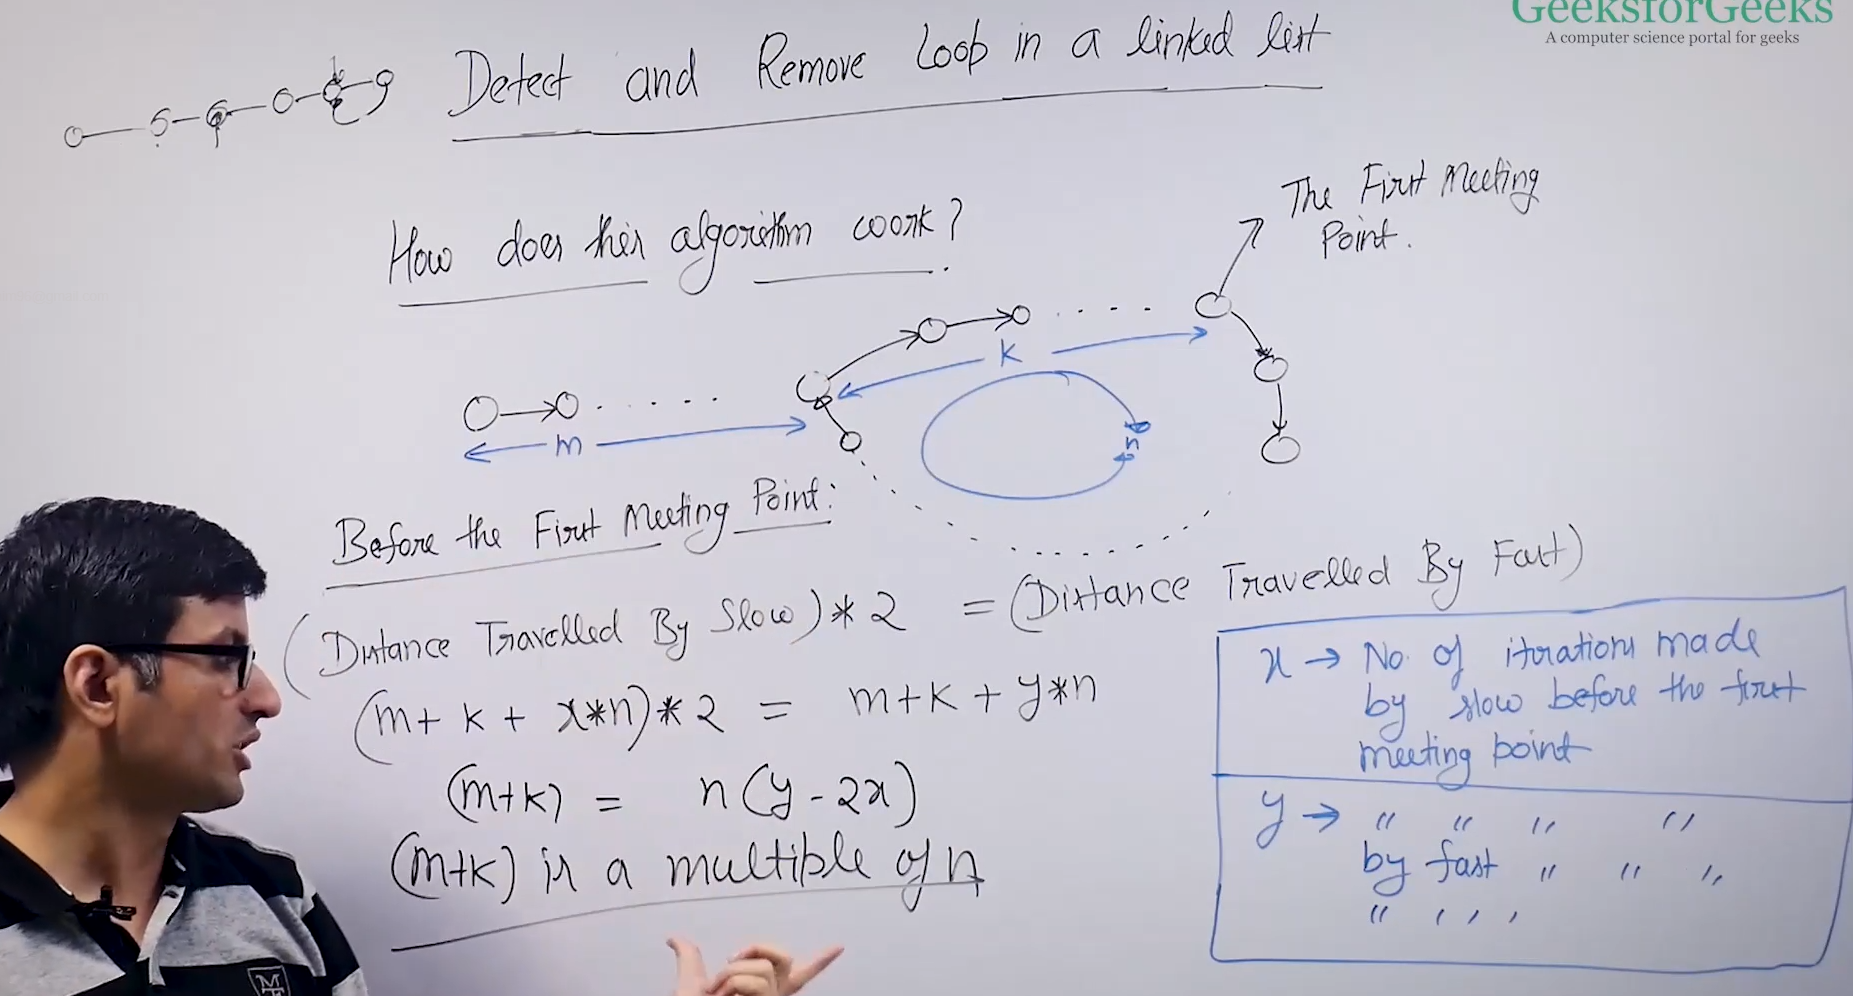 GeeksforGeeks
A computer science portal for geeks
Detect and Remove Loop in a linked list
How does this algorithm work?
The First Meeting
Point.
k
m
n
Before the First Meeting Point:
(Distance Travelled By Slow) * 2 = (Distance Travelled By Fast)
(m + k + x*n) * 2 = m + k + y*n
(m+k) = n(y-2x)
(m+k) is a multiple of n
x → No. of iterations made
by slow before the first
meeting point
y → " " " "
by fast " " "
" " "